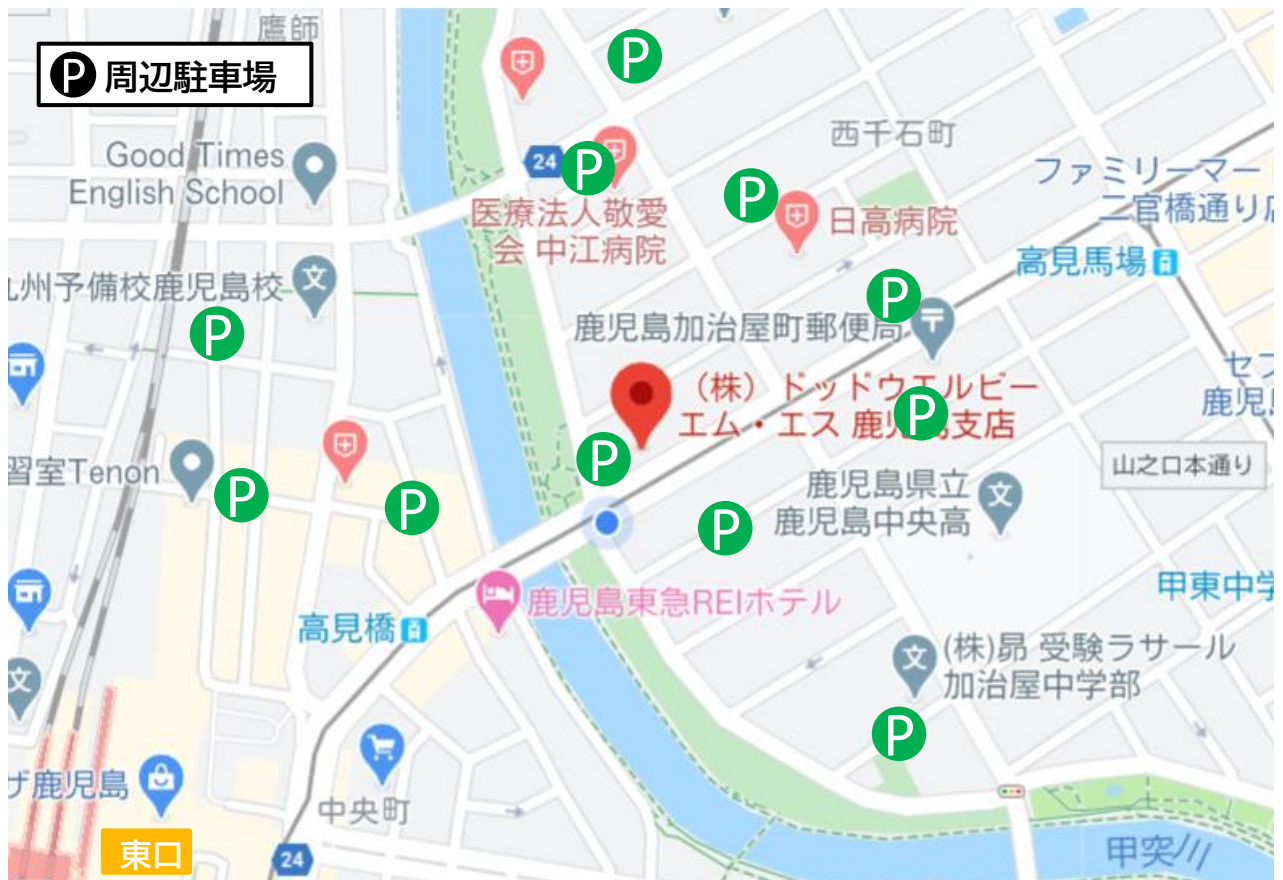 鷹師
P 周辺駐車場
P
西千石町
Good Times
English School
24
P
P
ファミリーマー
二官橋通り店
医療法人敬愛
会 中江病院
日高病院
高見馬場
州予備校鹿児島校
文
P
P
鹿児島加治屋町郵便局
〒
セブ
鹿児島
(株) ドッドウエルビー
エム・エス 鹿児島支店
P
P
山之口本通り
習室Tenon
P
P
P
鹿児島県立
鹿児島中央高
文
甲東中学
鹿児島東急REIホテル
高見橋
(株)昴 受験ラサール
加治屋中学部
文
文
P
ザ鹿児島
中央町
東口
24
甲突川